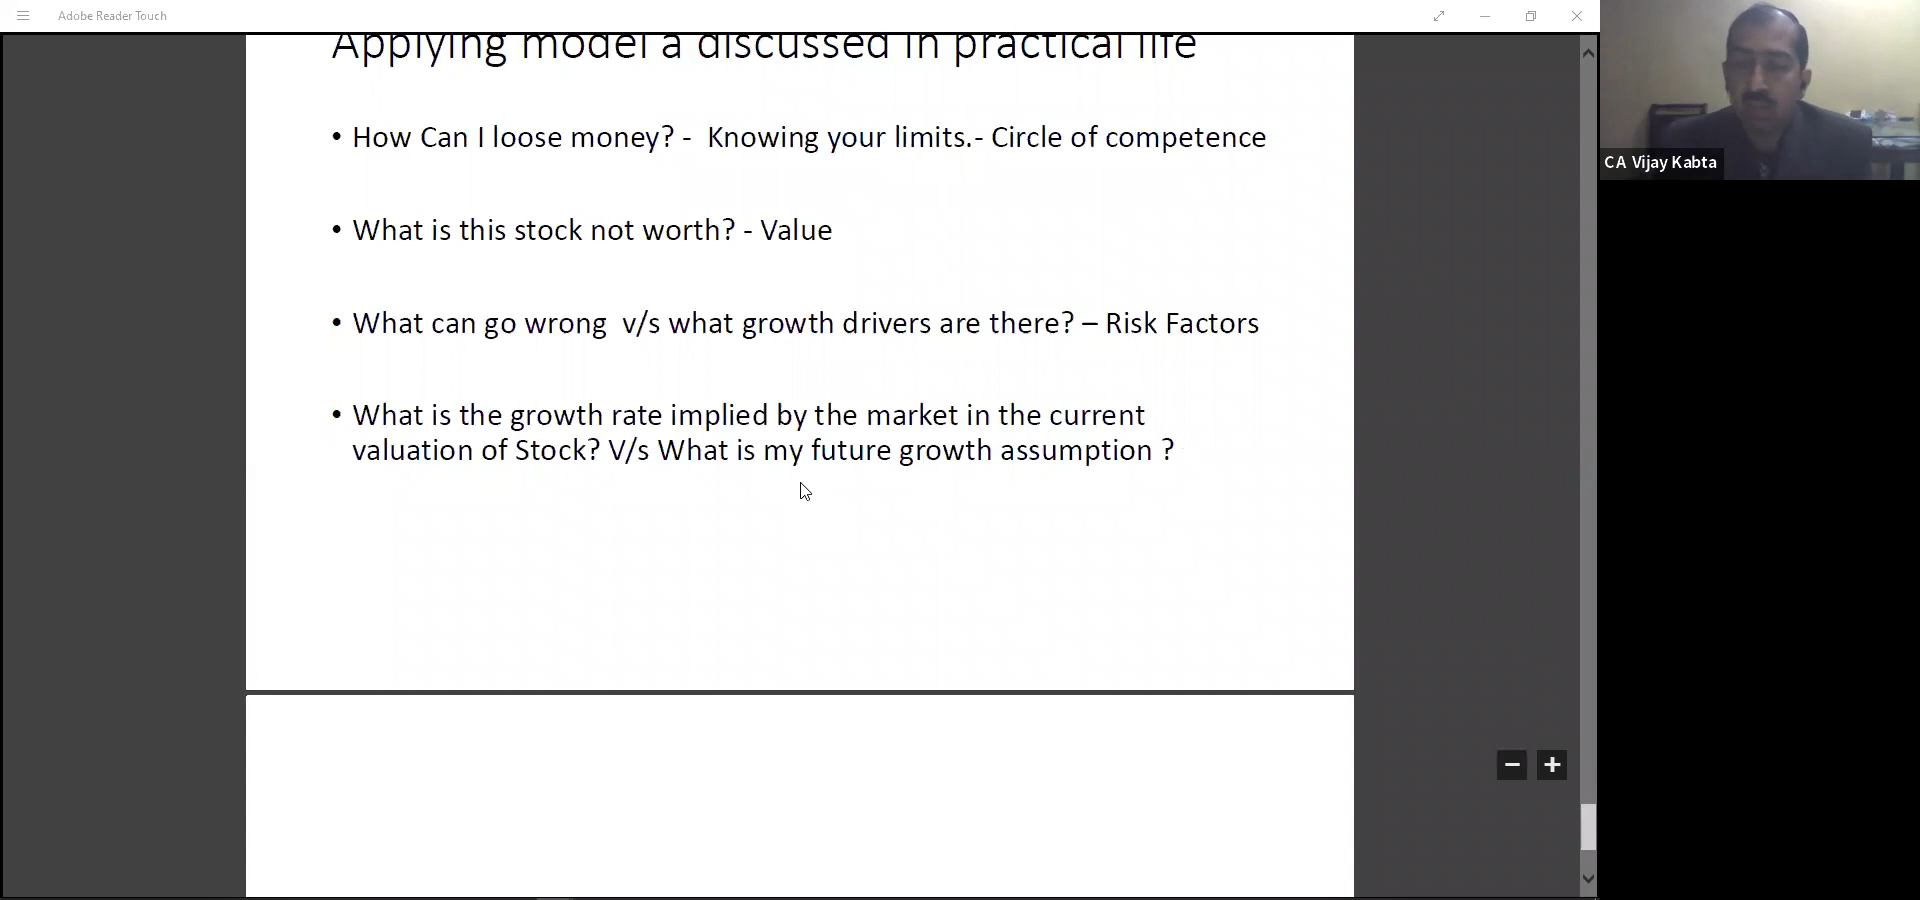 Adobe Reader Touch
Applying model a discussed in practical life
• How Can I loose money? - Knowing your limits.- Circle of competence
• What is this stock not worth? - Value
• What can go wrong v/s what growth drivers are there? – Risk Factors
• What is the growth rate implied by the market in the current
valuation of Stock? V/s What is my future growth assumption ?
CA Vijay Kabta